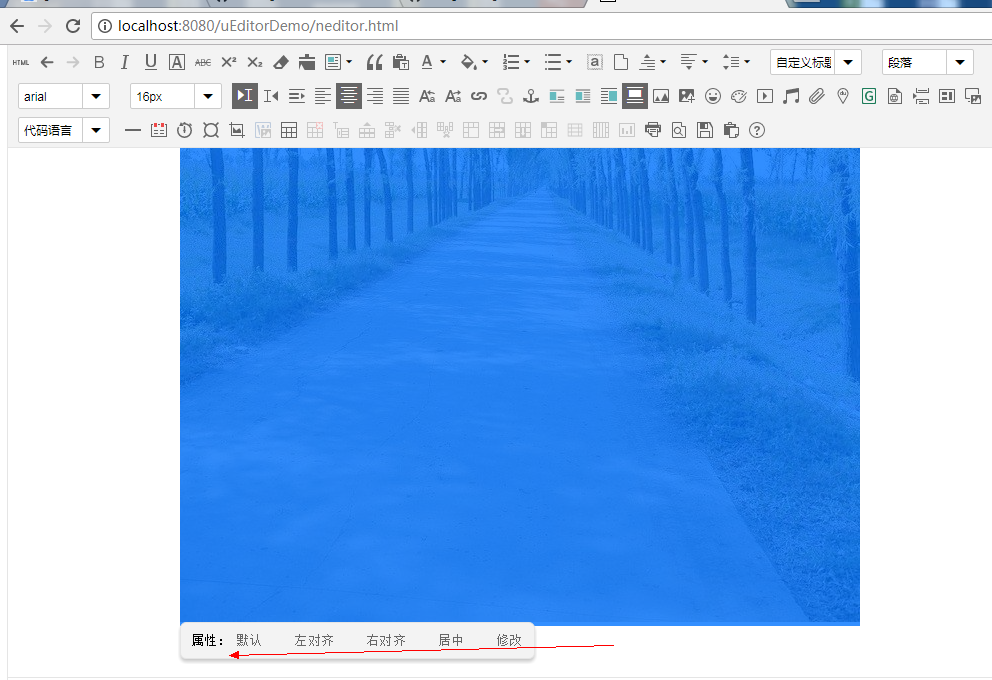 localhost:8080/uEditorDemo/neditor.html
HTML B I U A ABC X² X₂ A a 自定义标题 段落
arial 16px G
代码语言
属性： 默认 左对齐 右对齐 居中 修改